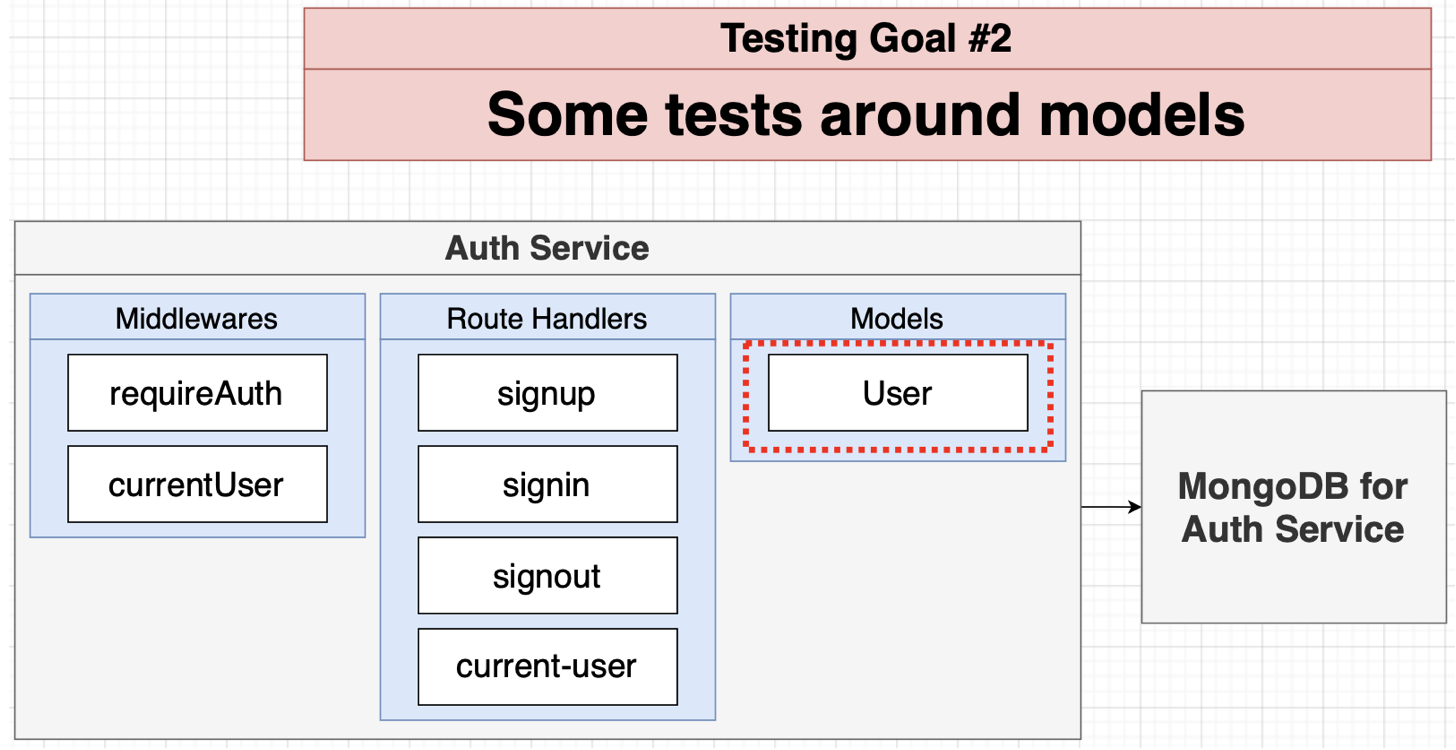 Testing Goal #2
Some tests around models
Auth Service
Middlewares
requireAuth
currentUser
Route Handlers
signup
signin
signout
current-user
Models
User
MongoDB for
Auth Service